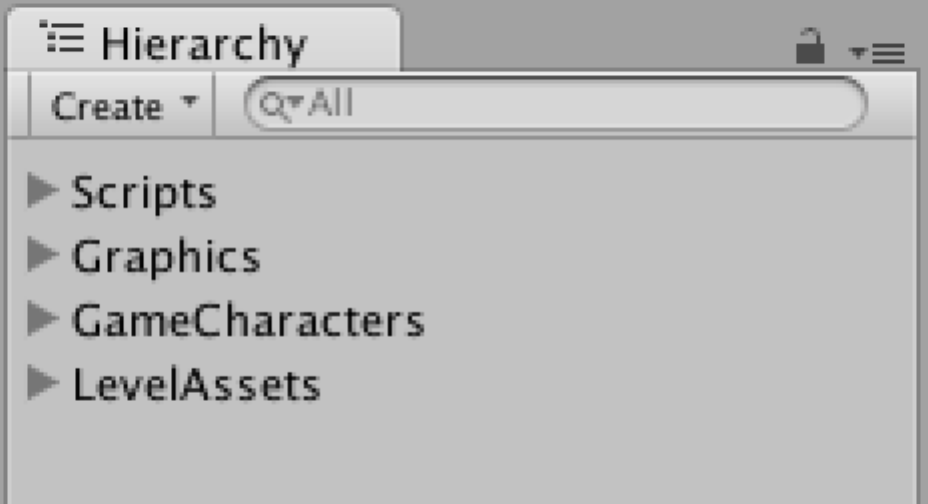 Hierarchy
Create All
Scripts
Graphics
GameCharacters
LevelAssets